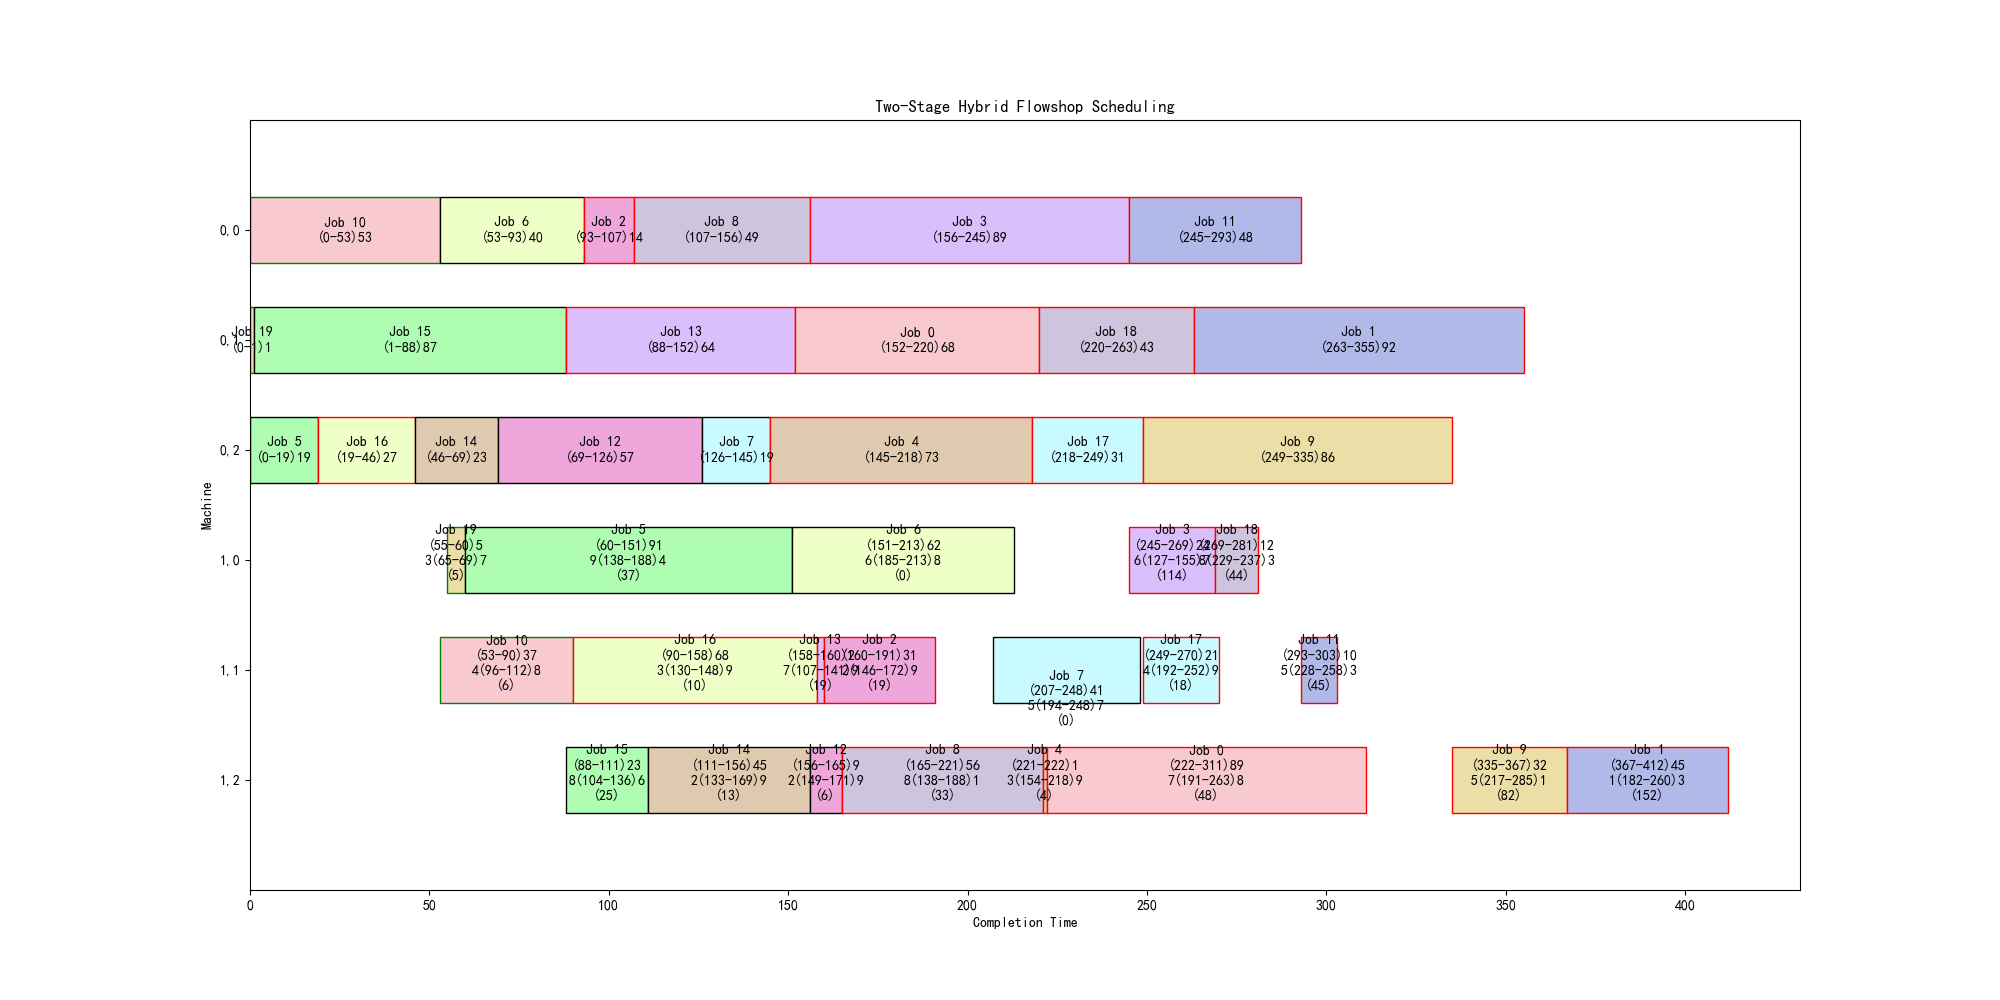 Two-Stage Hybrid Flowshop Scheduling
Machine
0,0
Job 10
(0-53)53
Job 6
(53-93)40
Job 2
(93-107)14
Job 8
(107-156)49
Job 3
(156-245)89
Job 11
(245-293)48
0,1
Job 19
(0-1)1
Job 15
(1-88)87
Job 13
(88-152)64
Job 0
(152-220)68
Job 18
(220-263)43
Job 1
(263-355)92
0,2
Job 5
(0-19)19
Job 16
(19-46)27
Job 14
(46-69)23
Job 12
(69-126)57
Job 7
(126-145)19
Job 4
(145-218)73
Job 17
(218-249)31
Job 9
(249-335)86
1,0
Job 19
(55-60)5
3(65-69)7
(5)
Job 5
(60-151)91
9(138-188)4
(37)
Job 6
(151-213)62
6(185-213)8
(0)
Job 3
(245-269)24
6(127-155)7
(114)
Job 18
(269-281)12
8(229-237)3
(44)
1,1
Job 10
(53-90)37
4(96-112)8
(6)
Job 16
(90-158)68
3(130-148)9
(10)
Job 13
(158-160)2
7(107-141)9
(19)
Job 2
(160-191)31
2(146-172)9
(19)
Job 7
(207-248)41
5(194-248)7
(0)
Job 17
(249-270)21
4(192-252)9
(18)
Job 11
(293-303)10
5(228-258)3
(45)
1,2
Job 15
(88-111)23
8(104-136)6
(25)
Job 14
(111-156)45
2(133-169)9
(13)
Job 12
(156-165)9
2(149-171)9
(6)
Job 8
(165-221)56
8(138-188)1
(33)
Job 4
(221-222)1
3(154-218)9
(4)
Job 0
(222-311)89
7(191-263)8
(48)
Job 9
(335-367)32
5(217-285)1
(82)
Job 1
(367-412)45
1(182-260)3
(152)
0
50
100
150
200
250
300
350
400
Completion Time